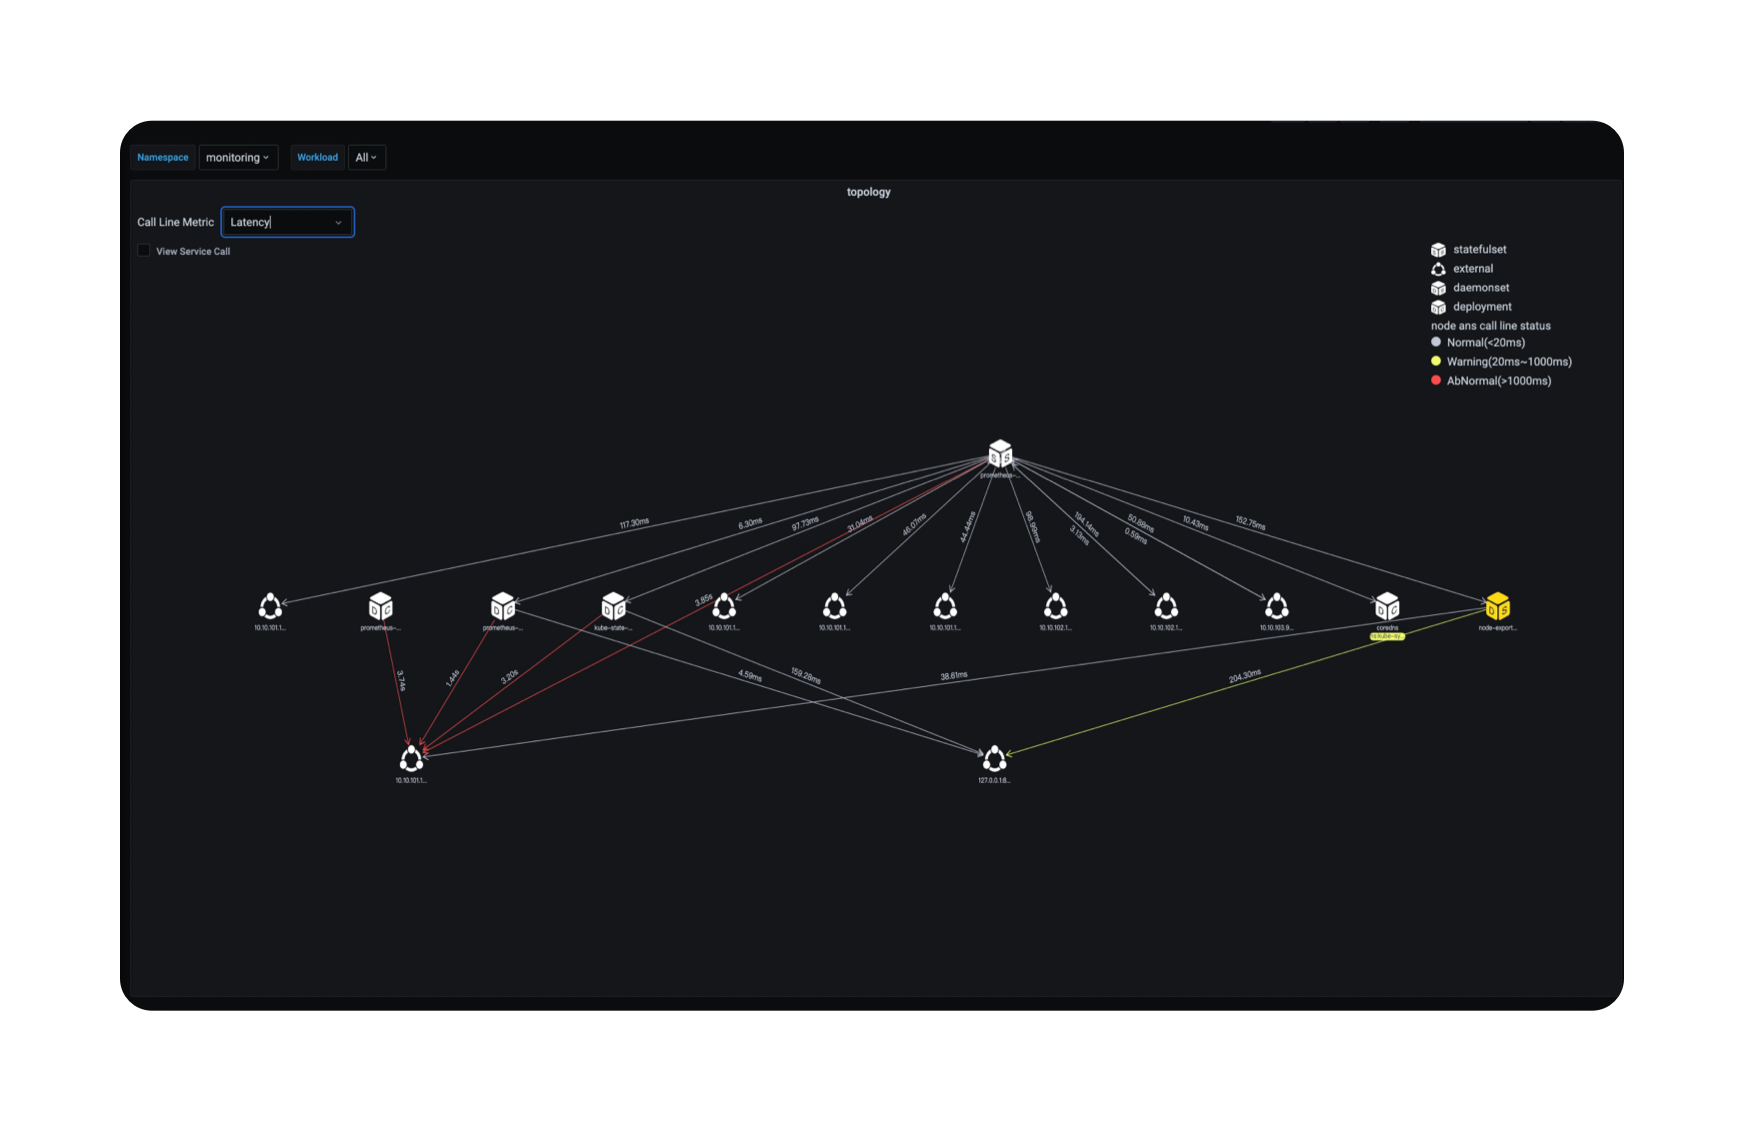 Namespace monitoring Workload All
topology
Call Line Metric Latency
View Service Call
statefulset
external
daemonset
deployment
node ans call line status
Normal(<20ms)
Warning(20ms~1000ms)
AbNormal(>1000ms)
prometheus-...
117.30ms 6.30ms 97.73ms 31.04ms 46.07ms 44.44ms 98.99ms 194.14ms 3.13ms 50.88ms 0.59ms 10.43ms 152.75ms
3.85s
10.10.101.1... prometheus-... prometheus-... kube-state-... 10.10.101.1... 10.10.101.1... 10.10.101.1... 10.10.102.1... 10.10.102.1... 10.10.103.9... coredns node-export...
3.74s 1.44s 3.20s 4.59ms 159.28ms 38.61ms 204.30ms
10.10.101.1... 127.0.0.1:8...